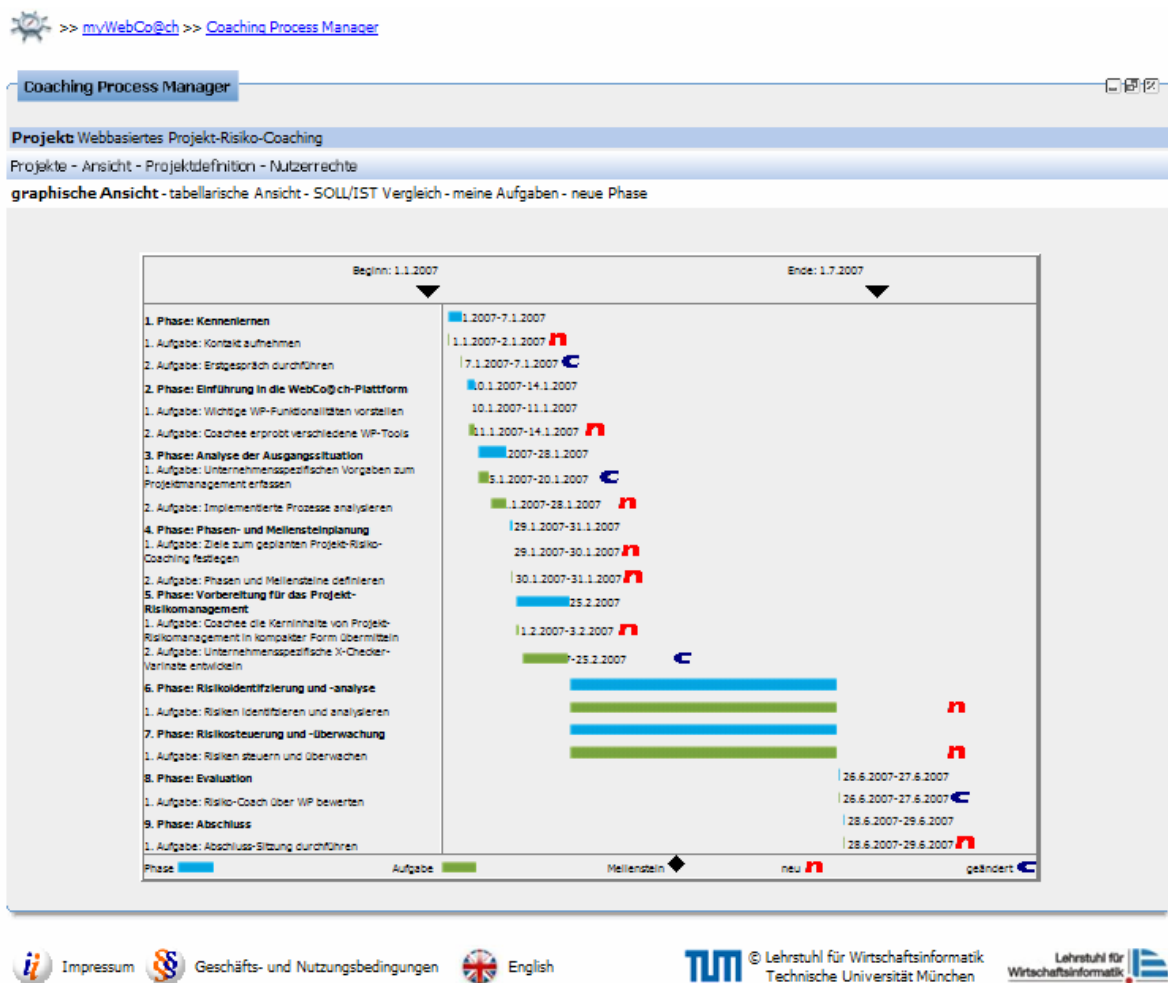 >> myWebCo@ch >> Coaching Process Manager
Coaching Process Manager
Projekt: Webbasiertes Projekt-Risiko-Coaching
Projekte - Ansicht - Projektdefinition - Nutzerrechte
graphische Ansicht - tabellarische Ansicht - SOLL/IST Vergleich - meine Aufgaben - neue Phase
Beginn: 1.1.2007 Ende: 1.7.2007
1. Phase: Kennenlernen 1.2007-7.1.2007
1. Aufgabe: Kontakt aufnehmen 1.1.2007-2.1.2007 n
2. Aufgabe: Erstgespräch durchführen 7.1.2007-7.1.2007 c
2. Phase: Einführung in die WebCo@ch-Plattform 0.1.2007-14.1.2007
1. Aufgabe: Wichtige WP-Funktionalitäten vorstellen 10.1.2007-11.1.2007
2. Aufgabe: Coachee erprobt verschiedene WP-Tools 11.1.2007-14.1.2007 n
3. Phase: Analyse der Ausgangssituation 2007-28.1.2007
1. Aufgabe: Unternehmensspezifischen Vorgaben zum
Projektmanagement erfassen 5.1.2007-20.1.2007 c
2. Aufgabe: Implementierte Prozesse analysieren .1.2007-28.1.2007 n
4. Phase: Phasen- und Meilensteinplanung 29.1.2007-31.1.2007
1. Aufgabe: Ziele zum geplanten Projekt-Risiko-
Coaching festlegen 29.1.2007-30.1.2007 n
2. Aufgabe: Phasen und Meilensteine definieren 30.1.2007-31.1.2007 n
5. Phase: Vorbereitung für das Projekt-
Risikomanagement 25.2.2007
1. Aufgabe: Coachee die Kerninhalte von Projekt-
Risikomanagement in kompakter Form übermitteln 1.2.2007-3.2.2007 n
2. Aufgabe: Unternehmensspezifische X-Checker-
Varinate entwickeln -25.2.2007 c
6. Phase: Risikoidentifzierung und -analyse
1. Aufgabe: Risiken identifzieren und analysieren n
7. Phase: Risikosteuerung und -überwachung
1. Aufgabe: Risiken steuern und überwachen n
8. Phase: Evaluation 26.6.2007-27.6.2007
1. Aufgabe: Risiko-Coach über WP bewerten 26.6.2007-27.6.2007 c
9. Phase: Abschluss 28.6.2007-29.6.2007
1. Aufgabe: Abschluss-Sitzung durchführen 28.6.2007-29.6.2007 n
Phase Aufgabe Meilenstein neu n geändert c
Impressum § Geschäfts- und Nutzungsbedingungen English
TUM © Lehrstuhl für Wirtschaftsinformatik
Technische Universität München
Lehrstuhl für
Wirtschaftsinformatik